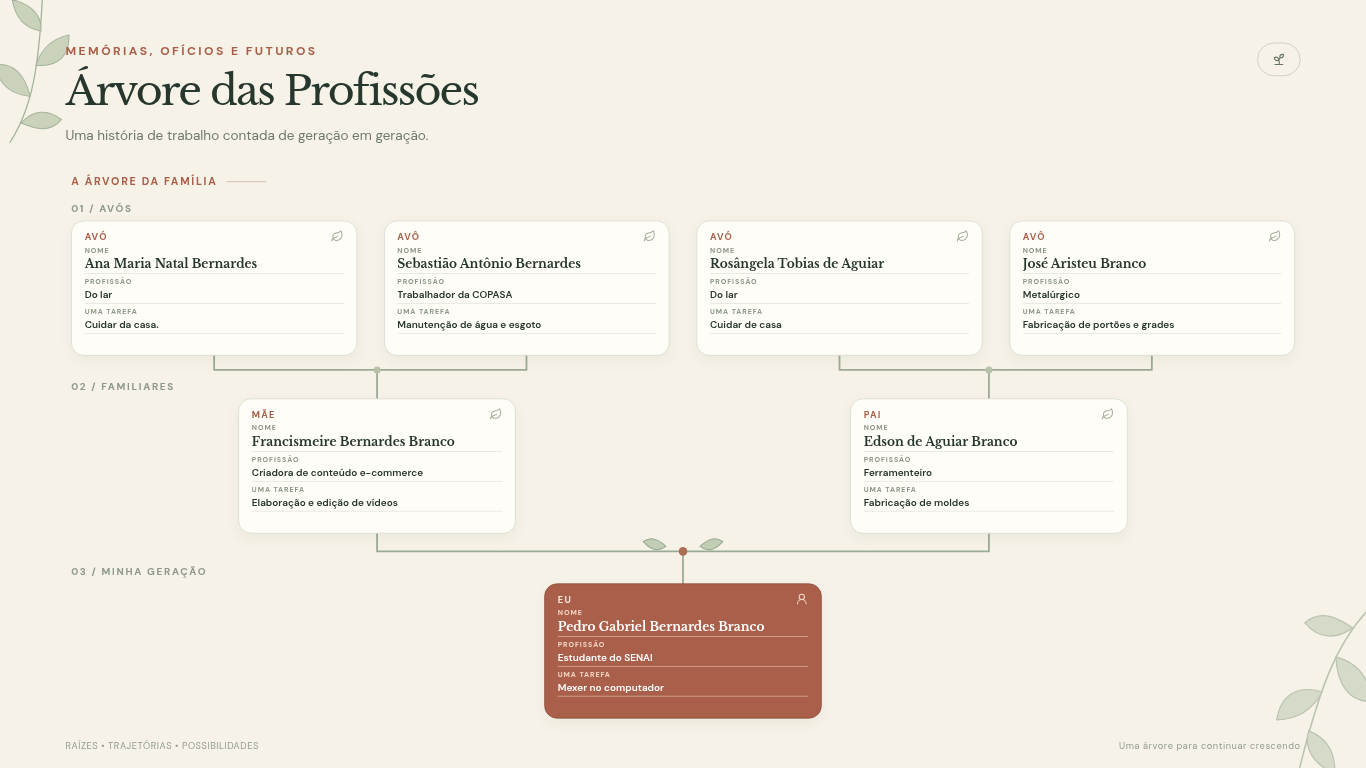 MEMÓRIAS, OFÍCIOS E FUTUROS
Árvore das Profissões
Uma história de trabalho contada de geração em geração.
A ÁRVORE DA FAMÍLIA
01 / AVÓS
AVÓ
NOME
Ana Maria Natal Bernardes
PROFISSÃO
Do lar
UMA TAREFA
Cuidar da casa.
AVÔ
NOME
Sebastião Antônio Bernardes
PROFISSÃO
Trabalhador da COPASA
UMA TAREFA
Manutenção de água e esgoto
AVÓ
NOME
Rosângela Tobias de Aguiar
PROFISSÃO
Do lar
UMA TAREFA
Cuidar de casa
AVÔ
NOME
José Aristeu Branco
PROFISSÃO
Metalúrgico
UMA TAREFA
Fabricação de portões e grades
02 / FAMILIARES
MÃE
NOME
Francismeire Bernardes Branco
PROFISSÃO
Criadora de conteúdo e-commerce
UMA TAREFA
Elaboração e edição de vídeos
PAI
NOME
Edson de Aguiar Branco
PROFISSÃO
Ferramenteiro
UMA TAREFA
Fabricação de moldes
03 / MINHA GERAÇÃO
EU
NOME
Pedro Gabriel Bernardes Branco
PROFISSÃO
Estudante do SENAI
UMA TAREFA
Mexer no computador
RAÍZES • TRAJETÓRIAS • POSSIBILIDADES
Uma árvore para continuar crescendo